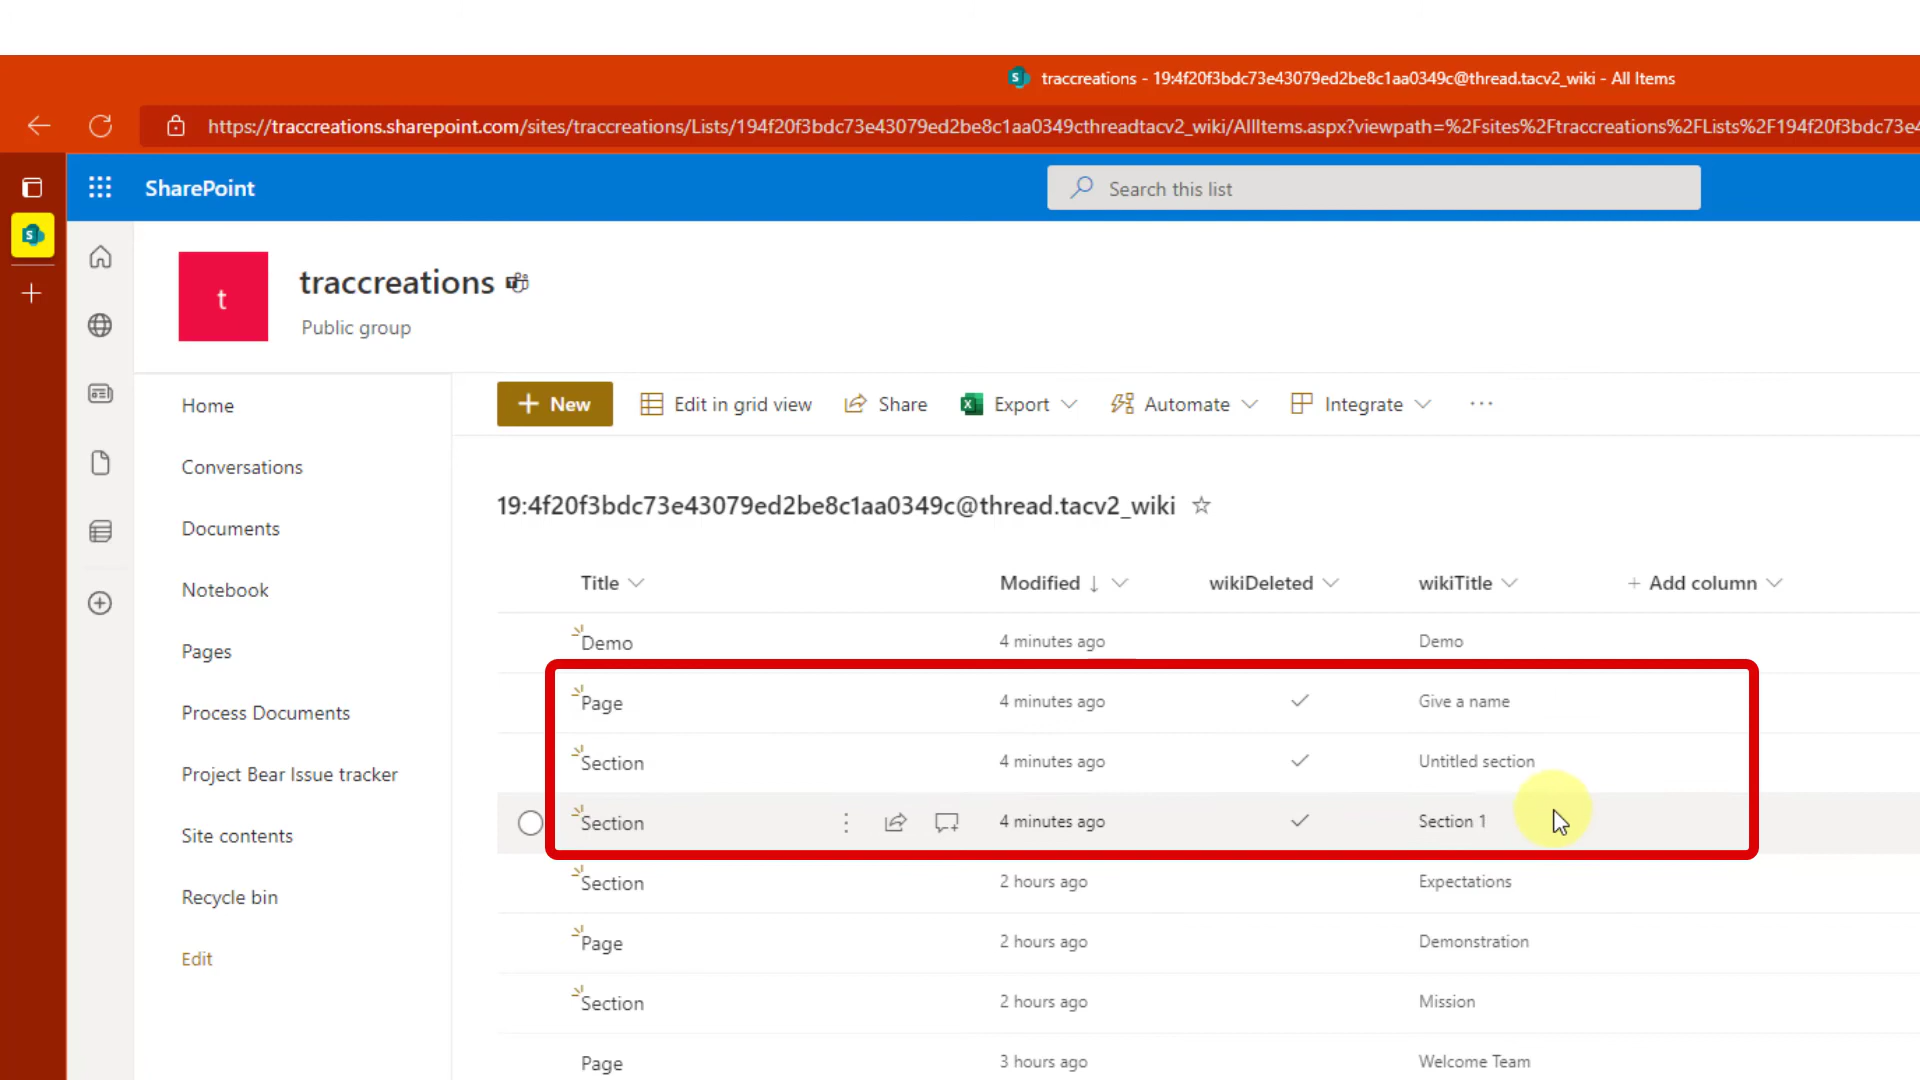 traccreations - 19:4f20f3bdc73e43079ed2be8c1aa0349c@thread.tacv2_wiki - All Items
https://traccreations.sharepoint.com/sites/traccreations/Lists/194f20f3bdc73e43079ed2be8c1aa0349cthreadtacv2_wiki/AllItems.aspx?viewpath=%2Fsites%2Ftraccreations%2FLists%2F194f20f3bdc73e4
SharePoint
Search this list
S
t
traccreations
Public group
Home
Conversations
Documents
Notebook
Pages
Process Documents
Project Bear Issue tracker
Site contents
Recycle bin
Edit
+ New Edit in grid view Share Export Automate Integrate ...
19:4f20f3bdc73e43079ed2be8c1aa0349c@thread.tacv2_wiki
Title Modified ↓ wikiDeleted wikiTitle + Add column
Demo 4 minutes ago Demo
Page 4 minutes ago ✓ Give a name
Section 4 minutes ago ✓ Untitled section
Section 4 minutes ago ✓ Section 1
Section 2 hours ago Expectations
Page 2 hours ago Demonstration
Section 2 hours ago Mission
Page 3 hours ago Welcome Team